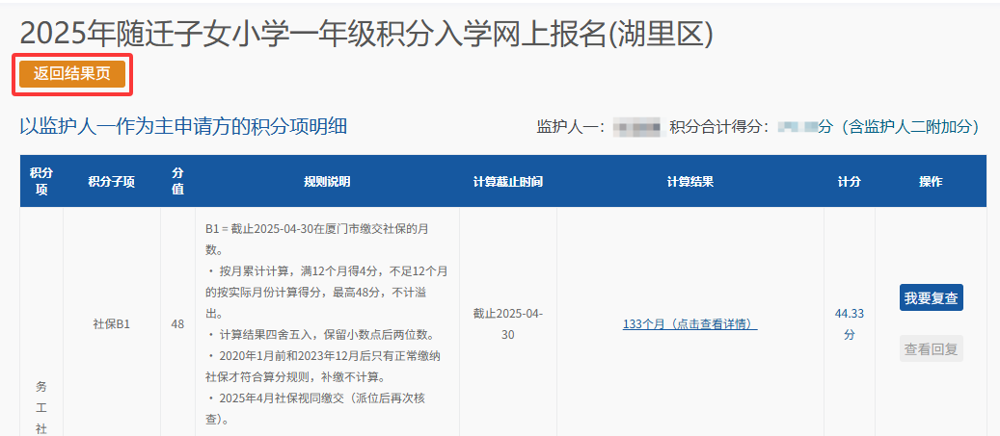 2025年随迁子女小学一年级积分入学网上报名(湖里区)
返回结果页
以监护人一作为主申请方的积分项明细
监护人一： 积分合计得分： 分（含监护人二附加分）
积分
项
积分子项
分
值
规则说明
计算截止时间
计算结果
计分
操作
务
工
社
社保B1
48
B1 = 截止2025-04-30在厦门市缴交社保的月
数。
· 按月累计计算，满12个月得4分，不足12个月
的按实际月份计算得分，最高48分，不计溢
出。
· 计算结果四舍五入，保留小数点后两位数。
· 2020年1月前和2023年12月后只有正常缴纳
社保才符合算分规则，补缴不计算。
· 2025年4月社保视同缴交（派位后再次核
查）。
截止2025-04-
30
133个月（点击查看详情）
44.33
分
我要复查
查看回复